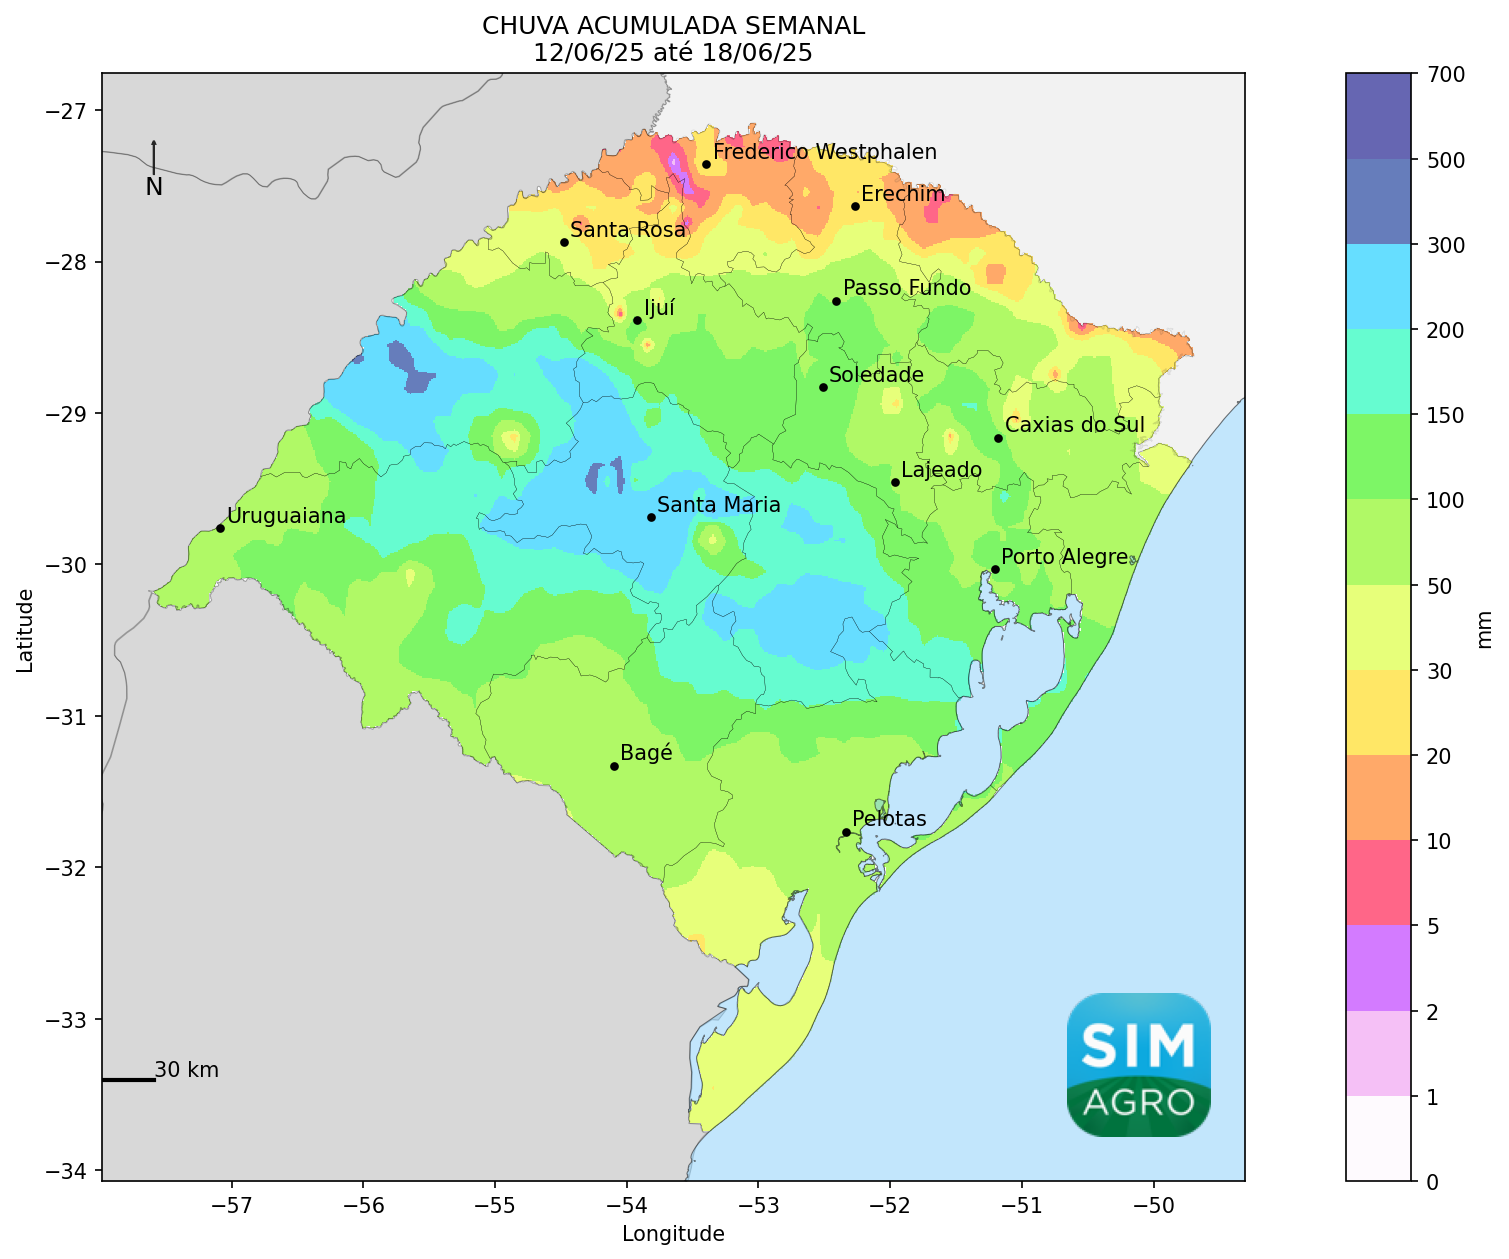 CHUVA ACUMULADA SEMANAL
12/06/25 até 18/06/25
−27
−28
−29
−30
−31
−32
−33
−34
Latitude
N
Frederico Westphalen
Erechim
Santa Rosa
Passo Fundo
Ijuí
Soledade
Caxias do Sul
Lajeado
Santa Maria
Uruguaiana
Porto Alegre
Bagé
Pelotas
30 km
SIM
AGRO
−57
−56
−55
−54
−53
−52
−51
−50
Longitude
700
500
300
200
150
100
50
30
20
10
5
2
1
0
mm